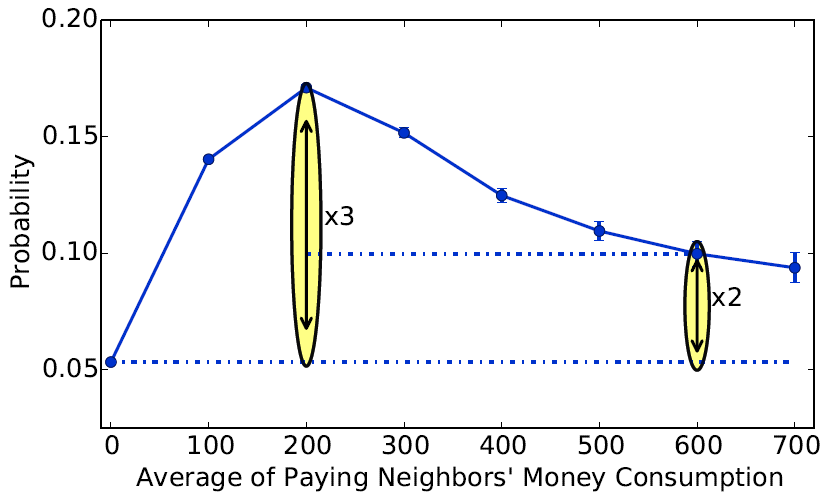 0.20
0.15
0.10
0.05
Probability
x3
x2
0 100 200 300 400 500 600 700
Average of Paying Neighbors' Money Consumption